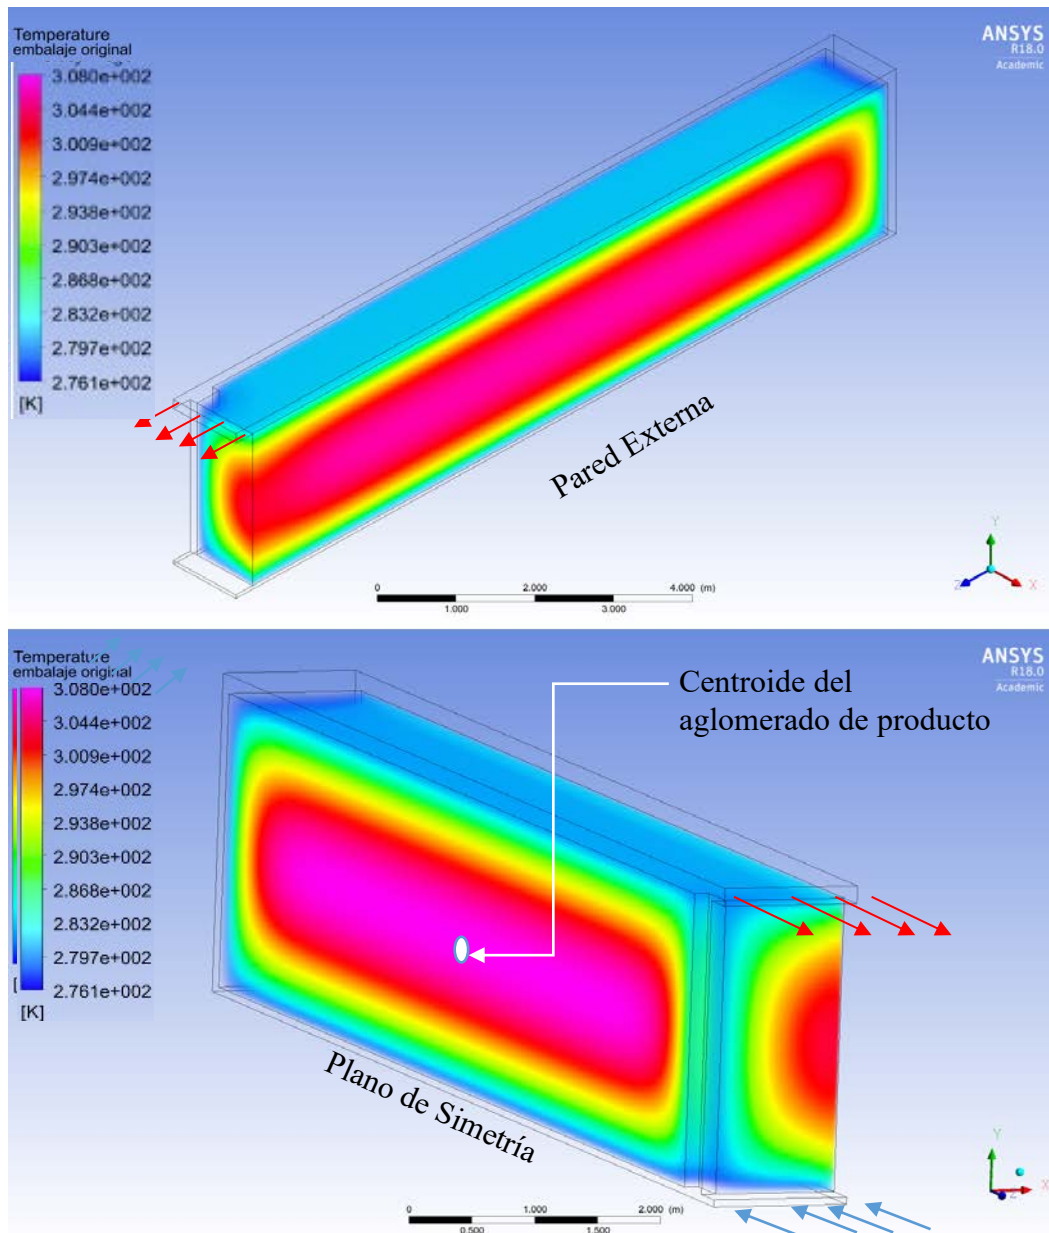 Temperature
embalaje original
3.080e+002
3.044e+002
3.009e+002
2.974e+002
2.938e+002
2.903e+002
2.868e+002
2.832e+002
2.797e+002
2.761e+002
[K]
ANSYS
R18.0
Academic
Pared Externa
0
2.000
4.000 (m)
1.000
3.000
Y
Z
X
Temperature
embalaje original
3.080e+002
3.044e+002
3.009e+002
2.974e+002
2.938e+002
2.903e+002
2.868e+002
2.832e+002
2.797e+002
2.761e+002
[
[K]
ANSYS
R18.0
Academic
Centroide del
aglomerado de producto
Plano de Simetría
0
1.000
2.000 (m)
0.500
1.500
Y
Z
X